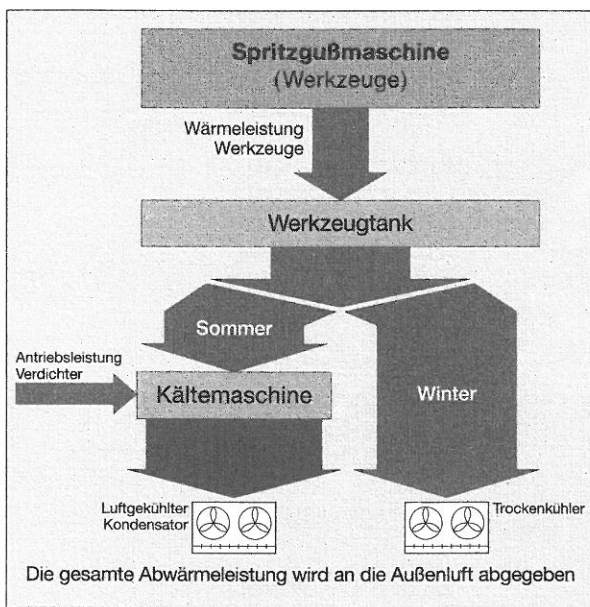 Spritzgußmaschine
(Werkzeuge)
Wärmeleistung
Werkzeuge
Werkzeugtank
Sommer
Antriebsleistung
Verdichter
Kältemaschine
Winter
Luftgekühlter
Kondensator
Trockenkühler
Die gesamte Abwärmeleistung wird an die Außenluft abgegeben